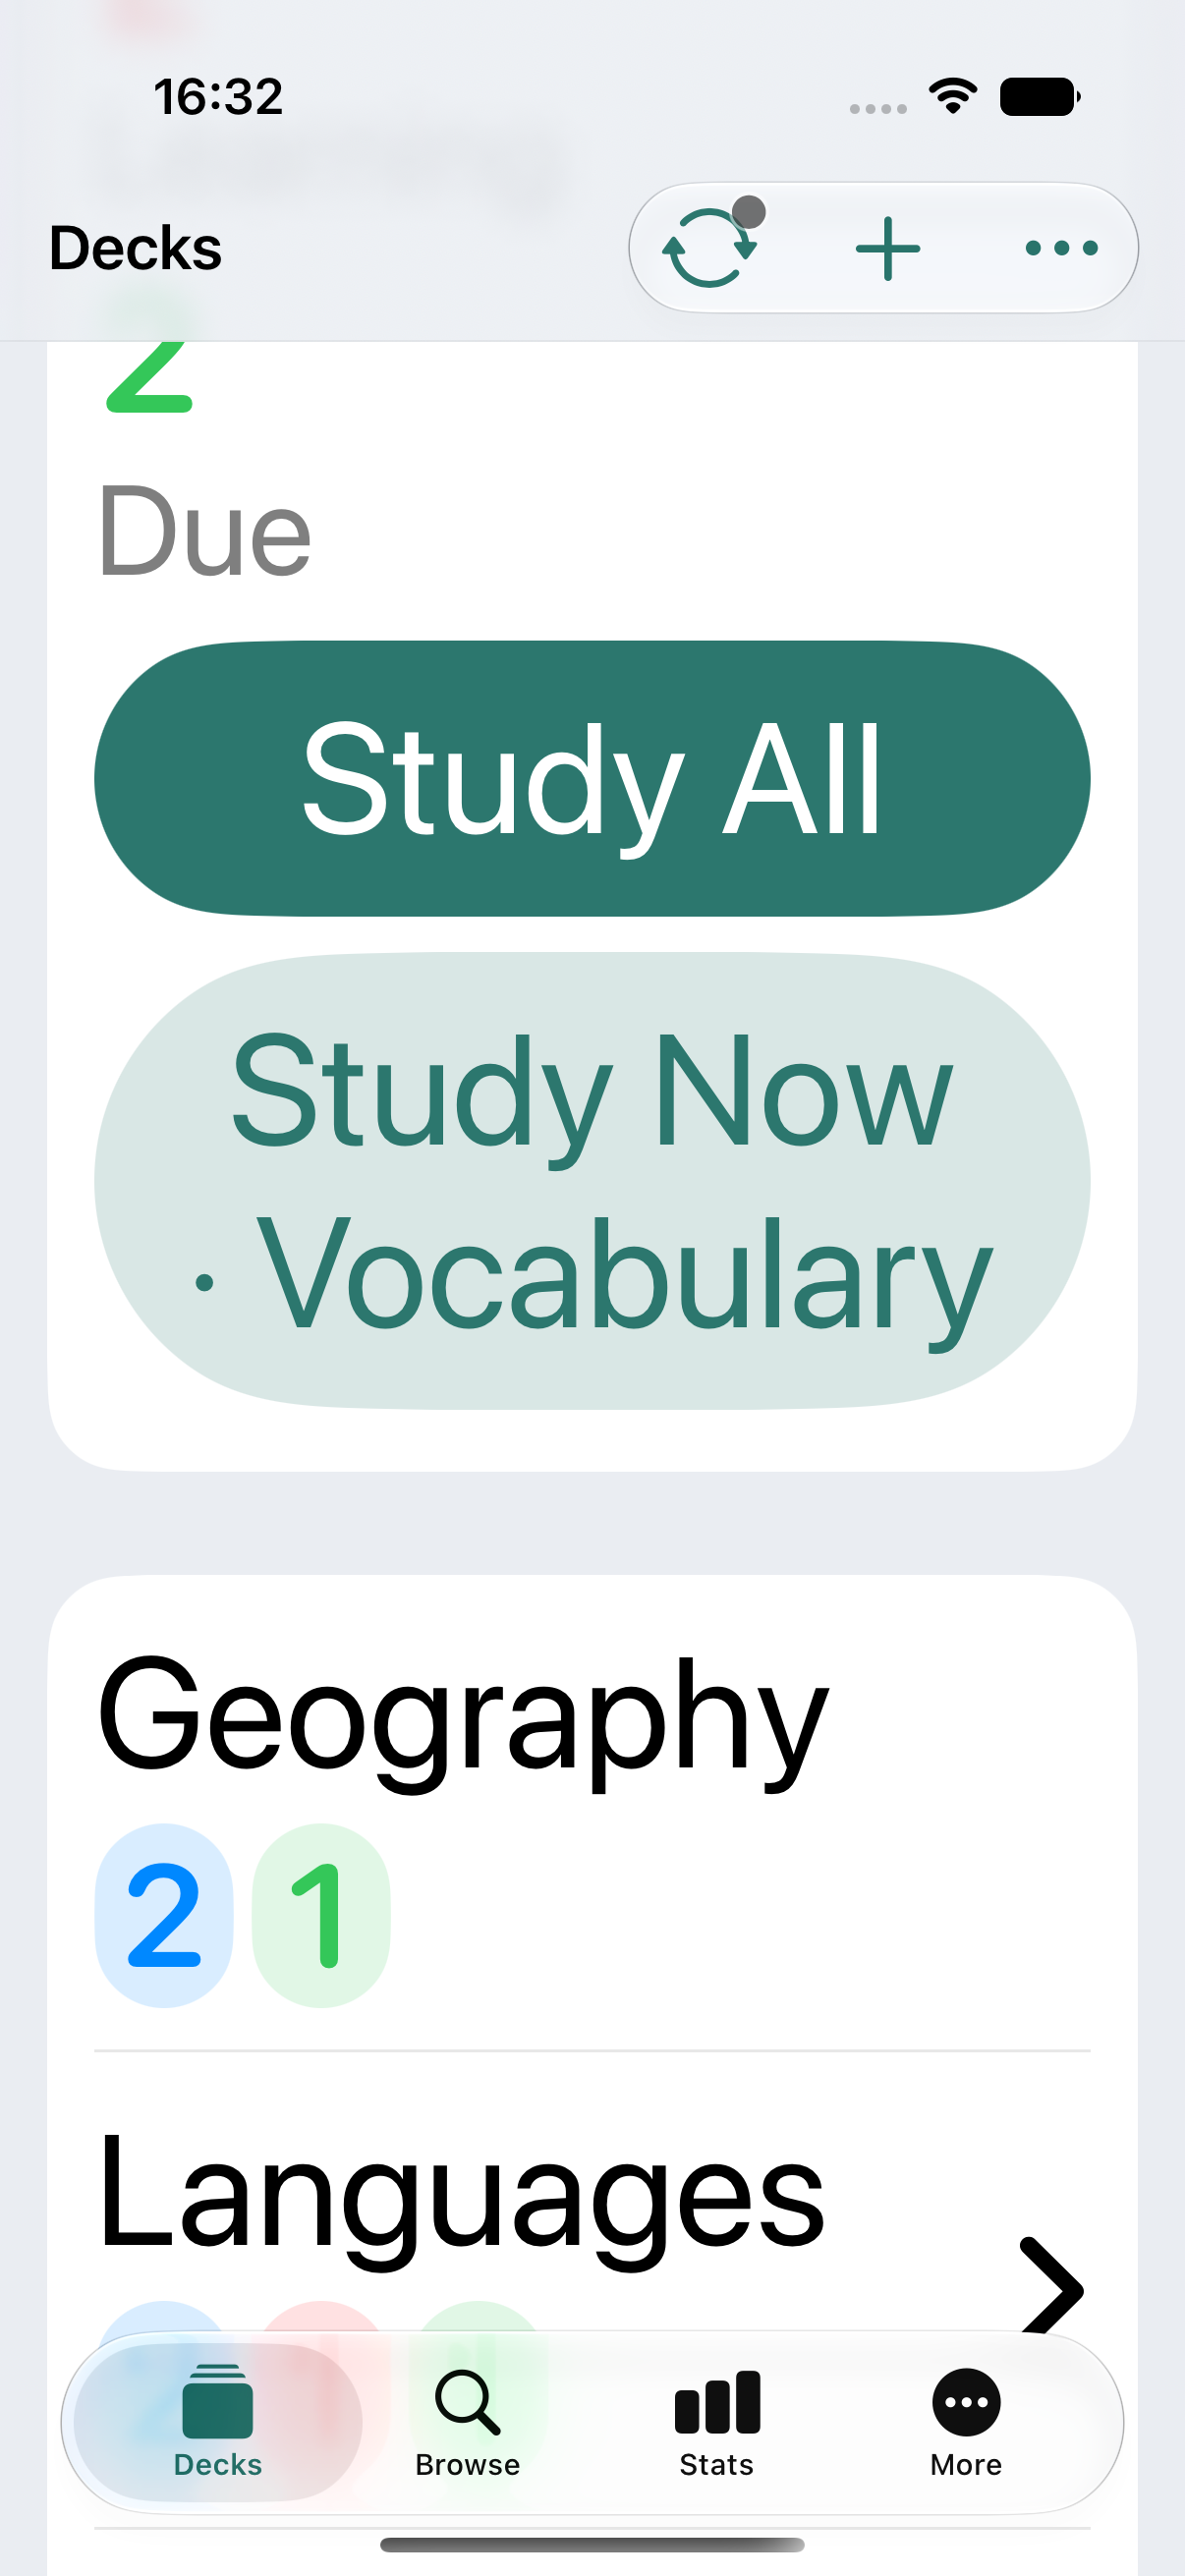 16:32
Decks
2
Due
Study All
Study Now
· Vocabulary
Geography
2 1
Languages
Decks Browse Stats More